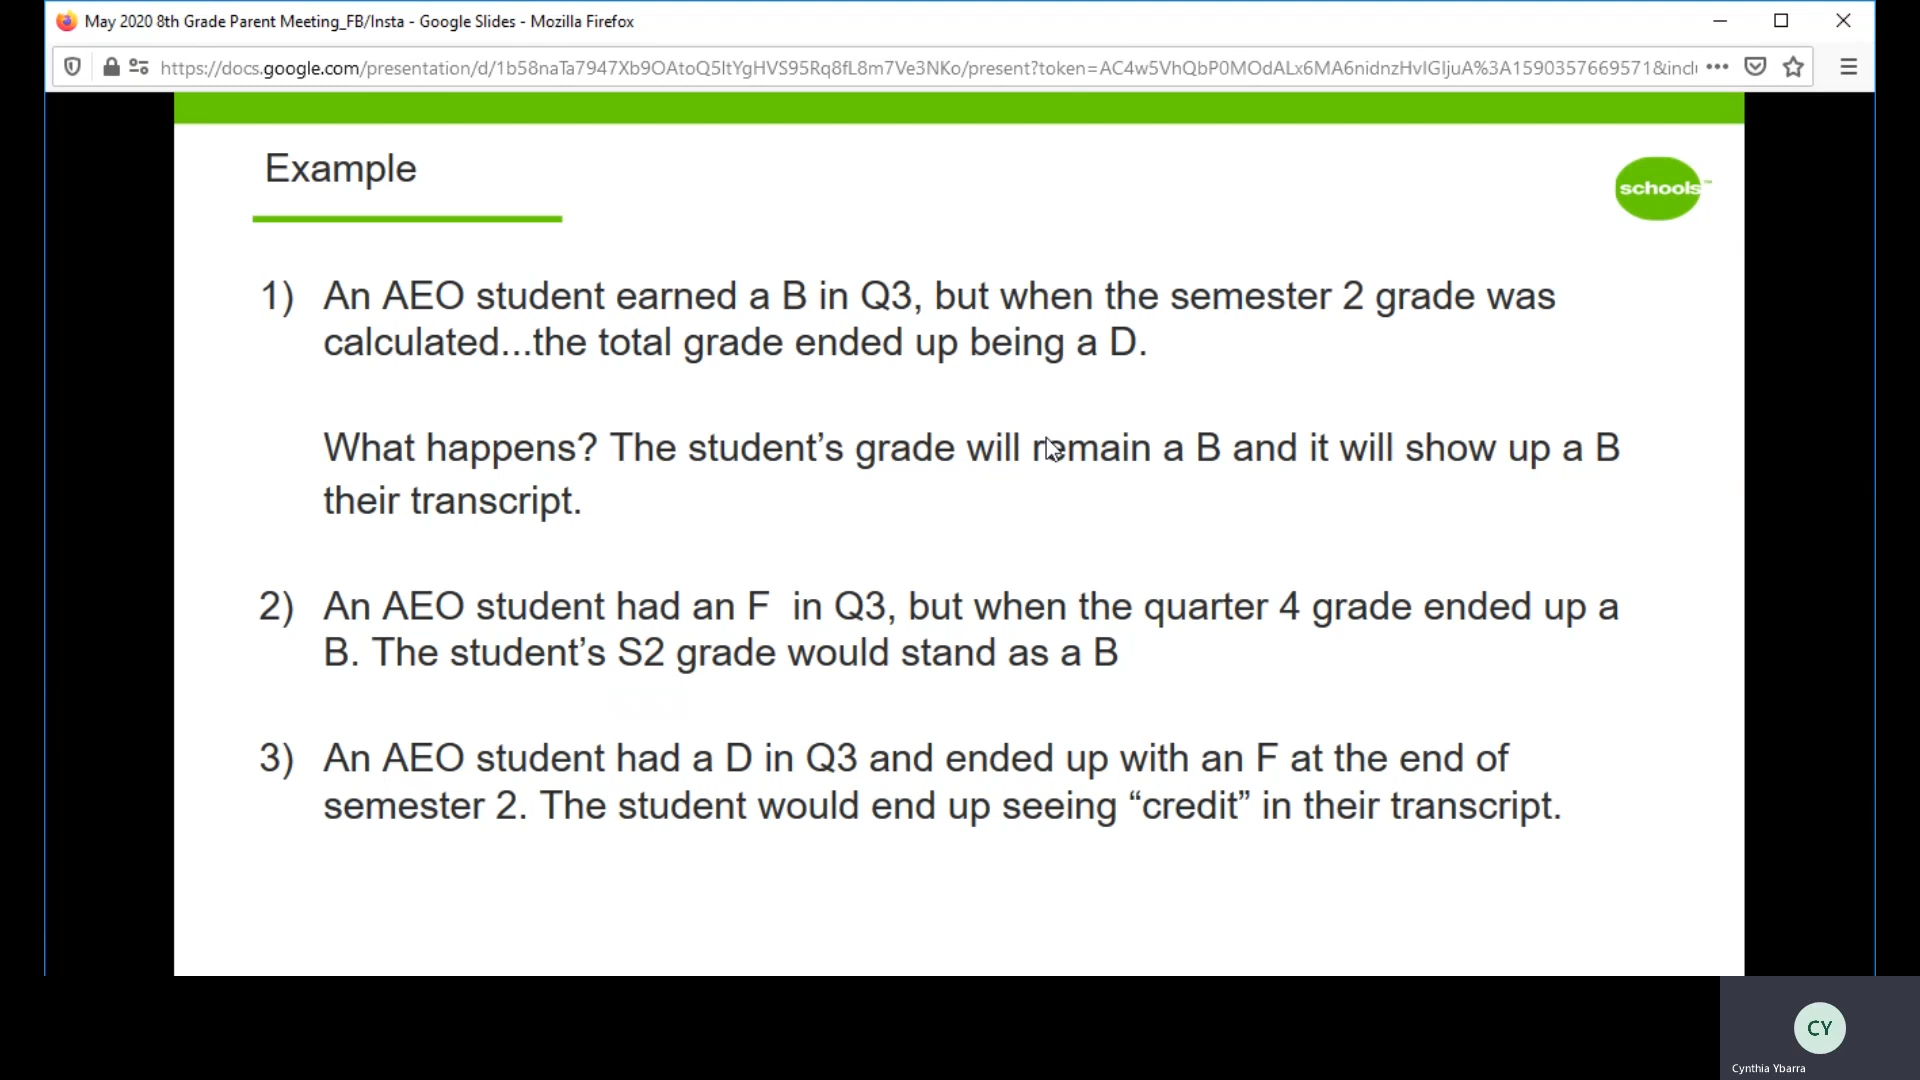 May 2020 8th Grade Parent Meeting_FB/Insta - Google Slides - Mozilla Firefox
https://docs.google.com/presentation/d/1b58naTa7947Xb9OAtoQ5ItYgHVS95Rq8fL8m7Ve3NKo/present?token=AC4w5VhQbP0MOdALx6MA6nidnzHvIGIjuA%3A1590357669571&incl
Example
schools™
1) An AEO student earned a B in Q3, but when the semester 2 grade was
calculated...the total grade ended up being a D.
What happens? The student’s grade will remain a B and it will show up a B
their transcript.
2) An AEO student had an F in Q3, but when the quarter 4 grade ended up a
B. The student’s S2 grade would stand as a B
3) An AEO student had a D in Q3 and ended up with an F at the end of
semester 2. The student would end up seeing “credit” in their transcript.
CY
Cynthia Ybarra